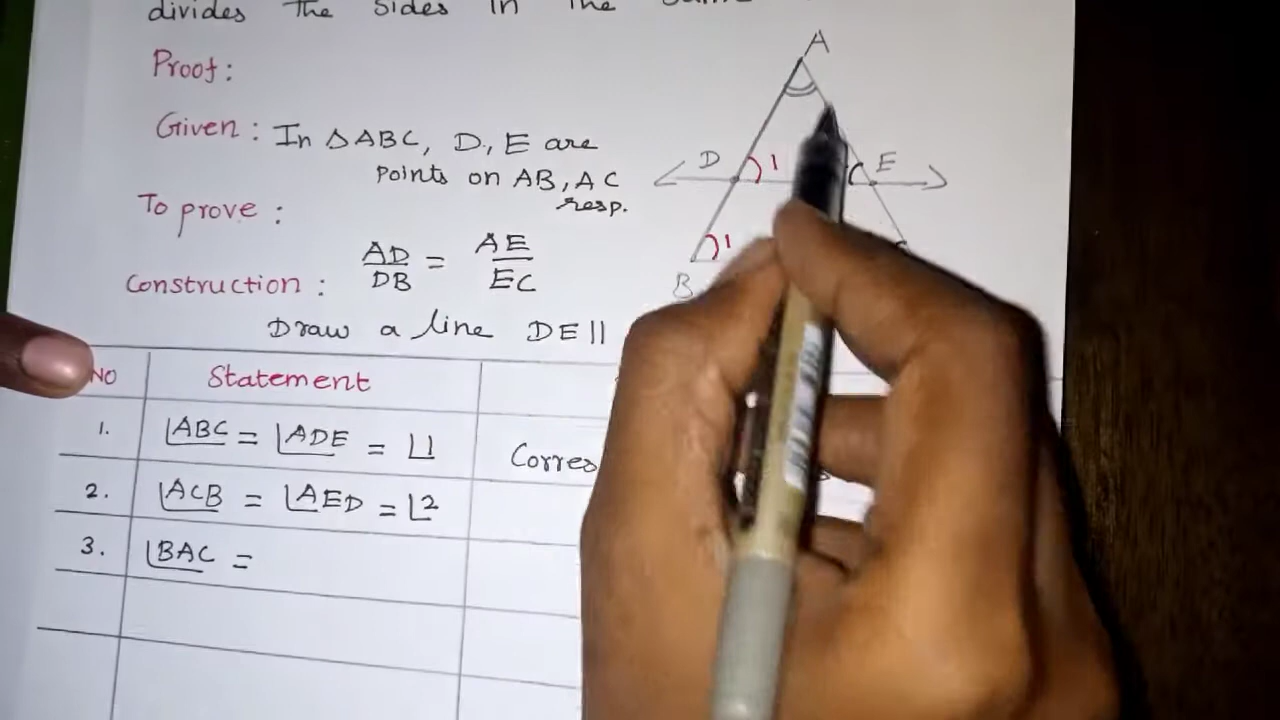 divides the sides in the
Proof:
Given: In △ABC, D, E are
points on AB, AC
resp.
To prove:
AD/DB = AE/EC
Construction:
Draw a line DE||
NO Statement
1. ∠ABC = ∠ADE = ∠1
Corres
2. ∠ACB = ∠AED = ∠2
3. ∠BAC =
A
D 1 E
1
B